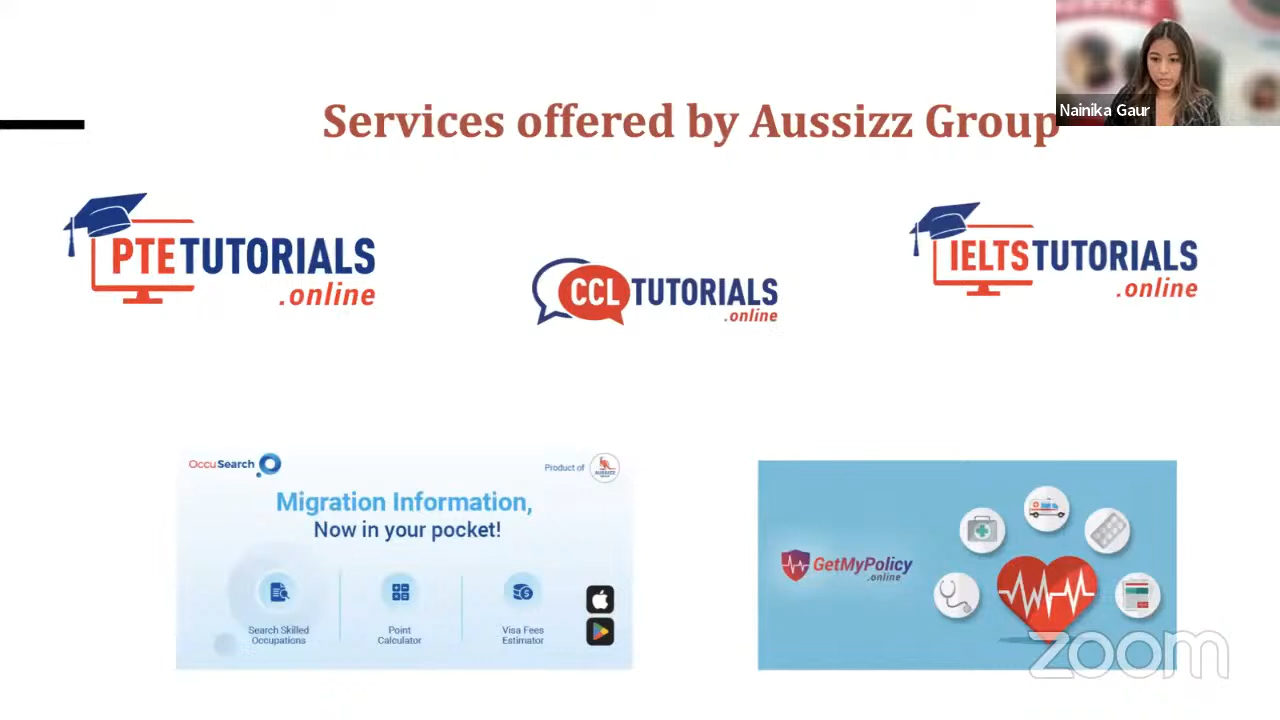 Services offered by Aussizz Group
Nainika Gaur
PTETUTORIALS
.online
CCL TUTORIALS
.online
IELTSTUTORIALS
.online
OccuSearch
Product of
AUSSIZZ
Migration Information,
Now in your pocket!
Search Skilled
Occupations
Point
Calculator
Visa Fees
Estimator
GetMyPolicy
.online
zoom